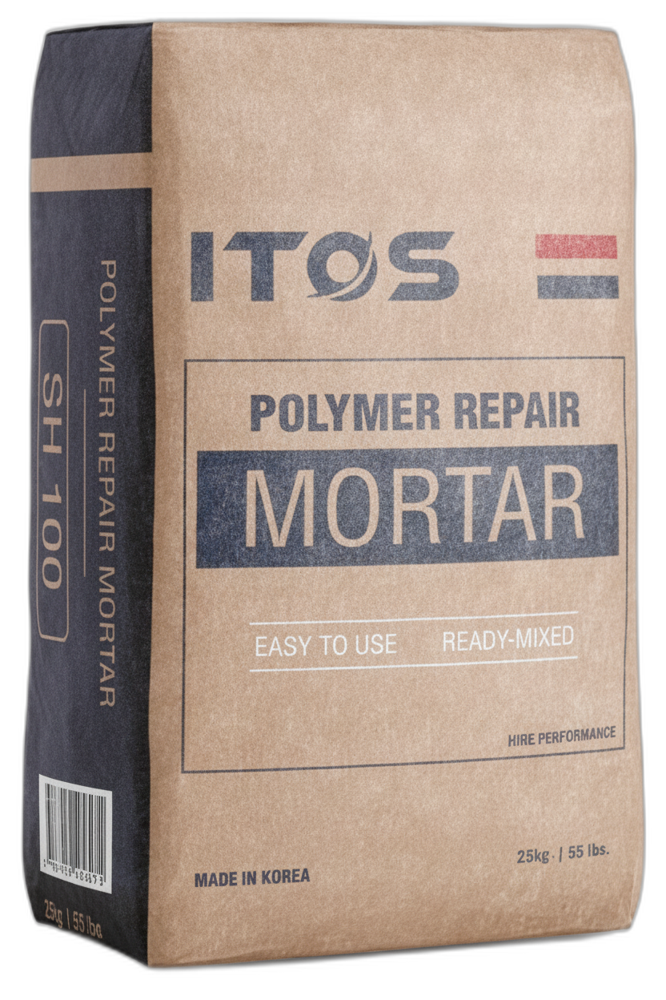 ITOS
POLYMER REPAIR
MORTAR
EASY TO USE READY-MIXED
HIRE PERFORMANCE
25kg / 55 lbs.
MADE IN KOREA
POLYMER REPAIR MORTAR
SH 100
25kg / 55 lba